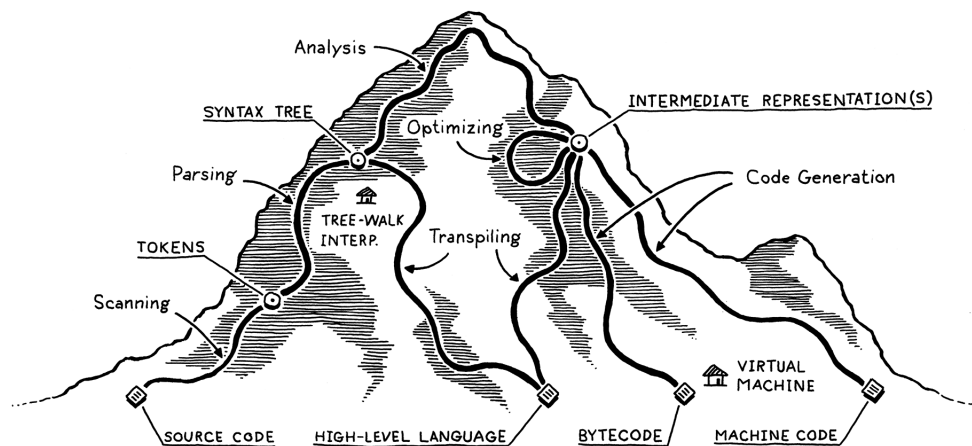 Analysis
SYNTAX TREE
INTERMEDIATE REPRESENTATION(S)
Optimizing
Parsing
Code Generation
TREE-WALK
INTERP.
Transpiling
TOKENS
Scanning
VIRTUAL
MACHINE
SOURCE CODE
HIGH-LEVEL LANGUAGE
BYTECODE
MACHINE CODE